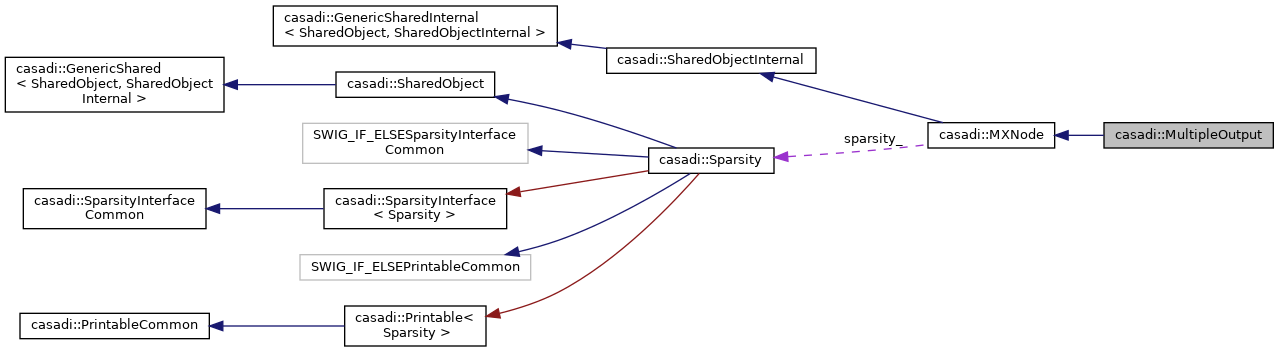 casadi::GenericSharedInternal
< SharedObject, SharedObjectInternal >
casadi::SharedObjectInternal
casadi::GenericShared
< SharedObject, SharedObject
Internal >
casadi::SharedObject
SWIG_IF_ELSESparsityInterface
Common
sparsity_
casadi::MXNode
casadi::MultipleOutput
casadi::Sparsity
casadi::SparsityInterface
Common
casadi::SparsityInterface
< Sparsity >
SWIG_IF_ELSEPrintableCommon
casadi::PrintableCommon
casadi::Printable<
Sparsity >